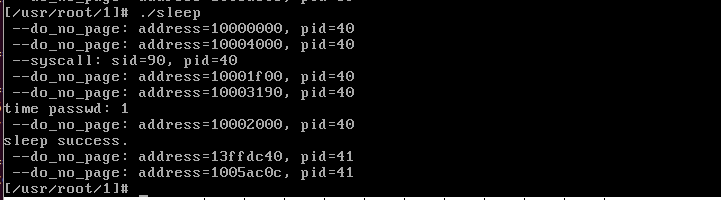 [/usr/root/1]# ./sleep
--do_no_page: address=10000000, pid=40
--do_no_page: address=10004000, pid=40
--syscall: sid=90, pid=40
--do_no_page: address=10001f00, pid=40
--do_no_page: address=10003190, pid=40
time passwd: 1
--do_no_page: address=10002000, pid=40
sleep success.
--do_no_page: address=13ffdc40, pid=41
--do_no_page: address=1005ac0c, pid=41
[/usr/root/1]#